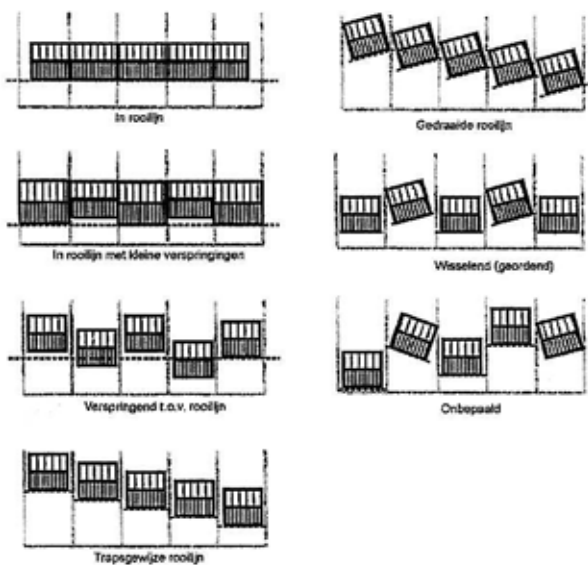 In rooilijn
Gedraaide rooilijn
In rooilijn met kleine verspringingen
Wisselend (geordend)
Verspringend t.o.v. rooilijn
Onbepaald
Trapsgewijze rooilijn